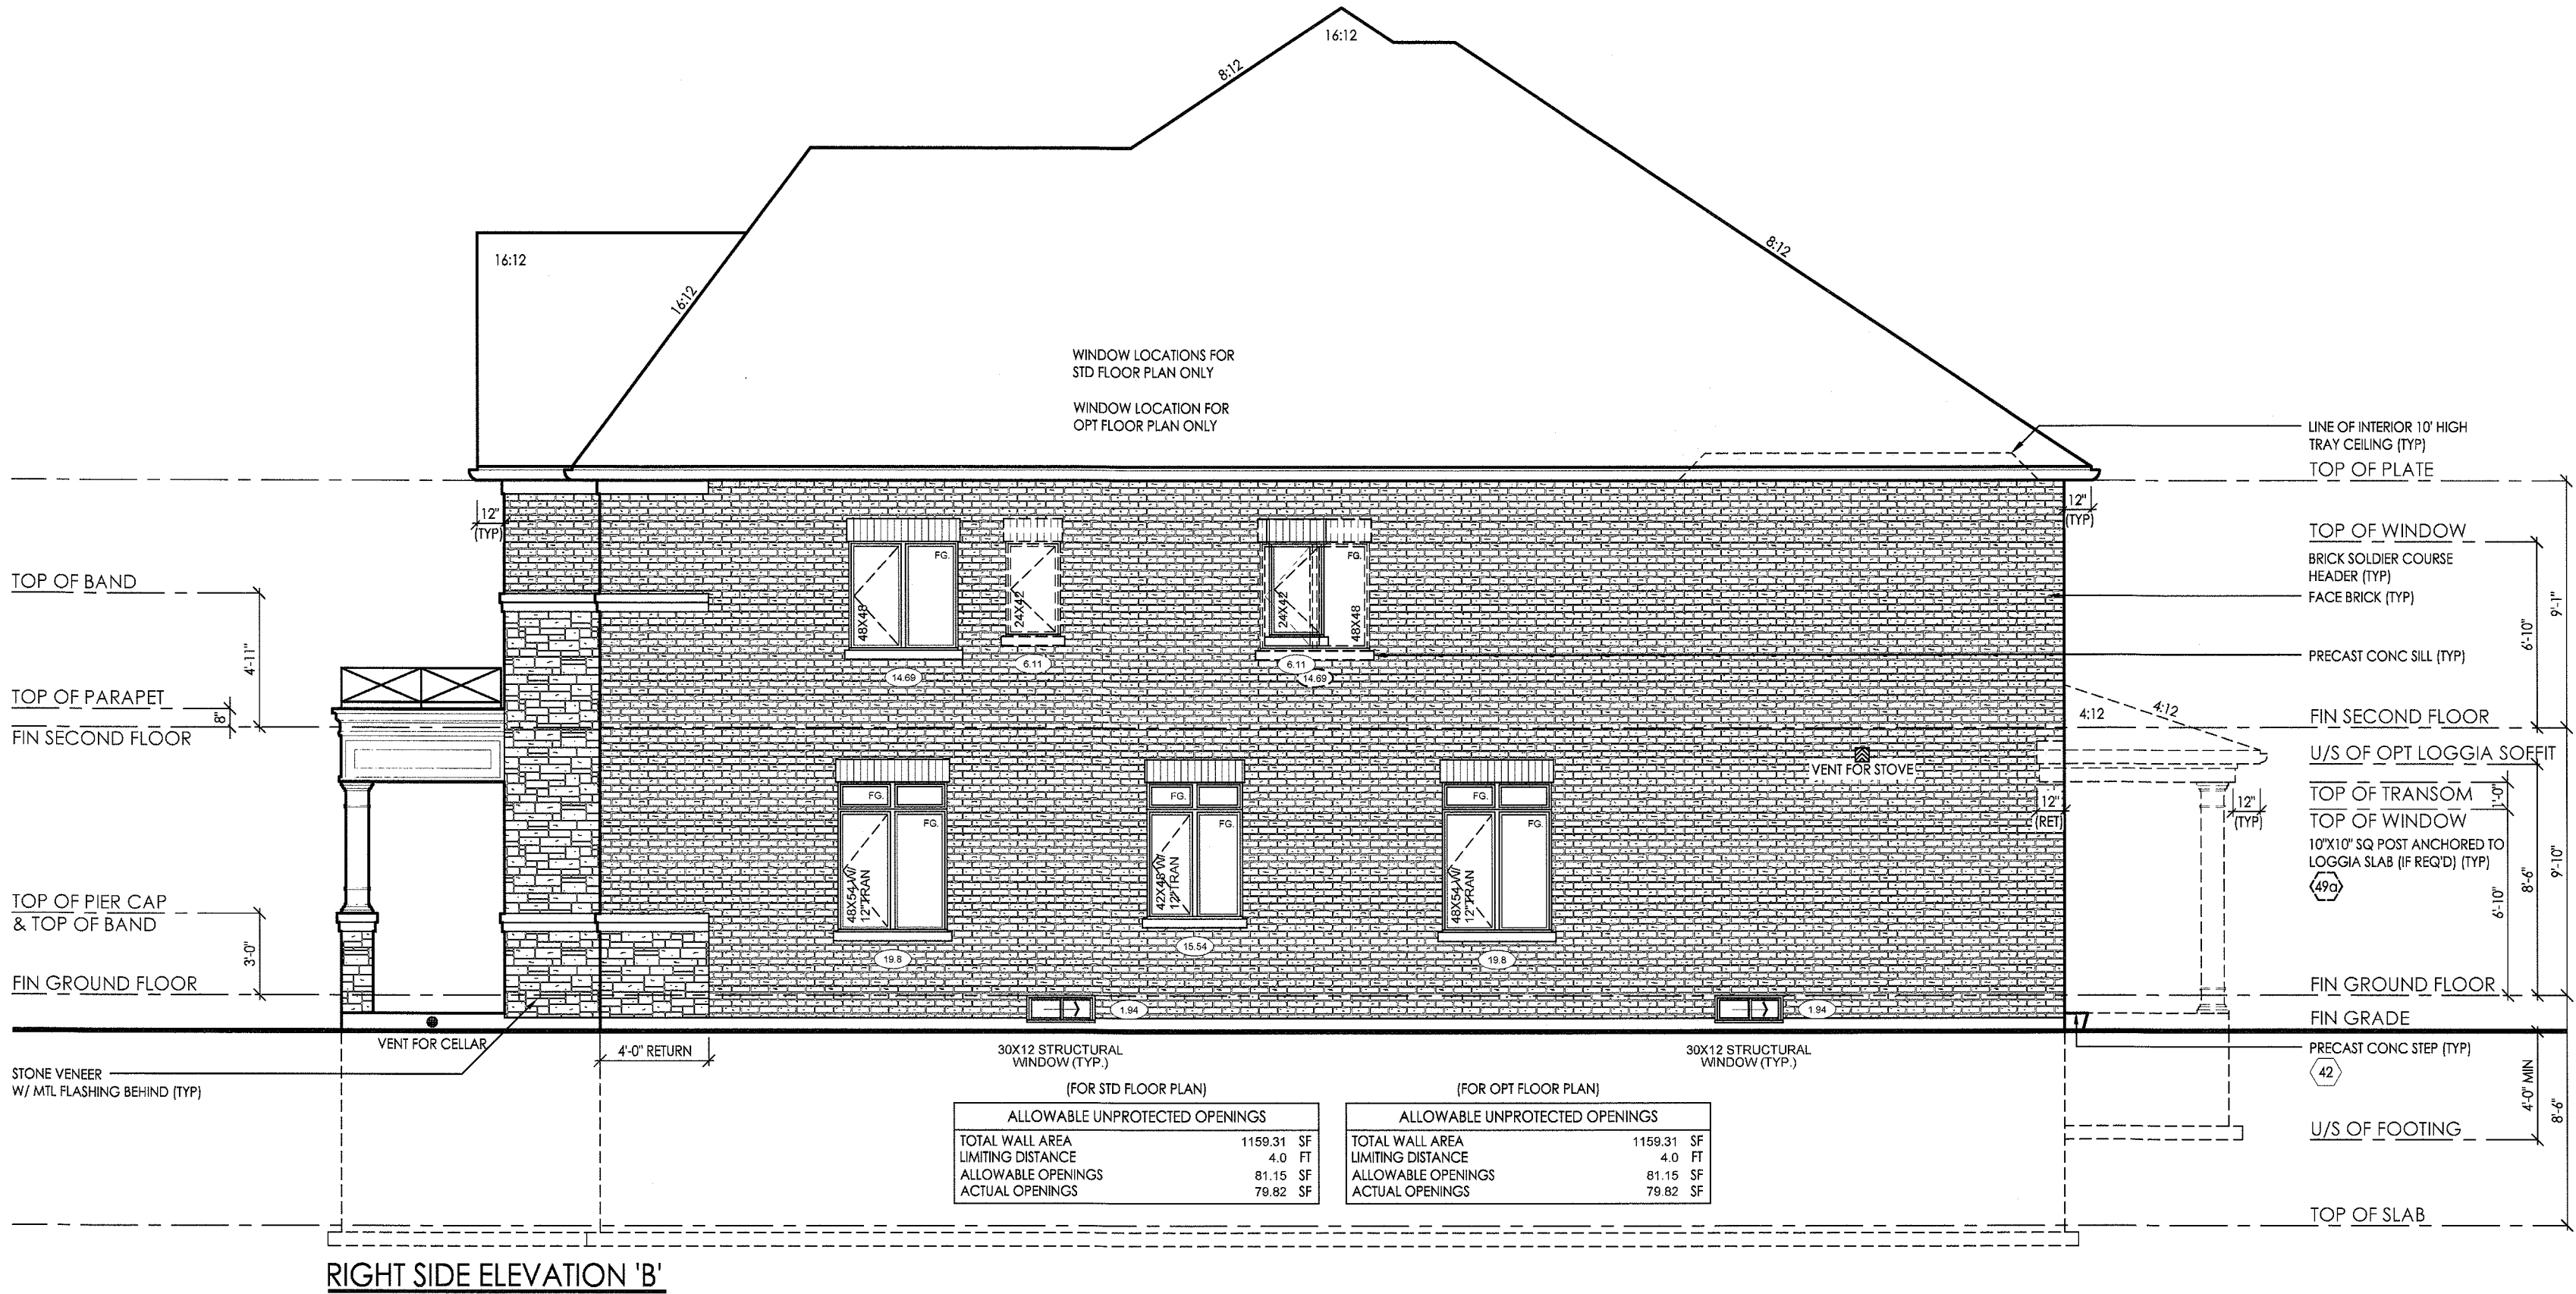 16:12
8:12
16:12
16:12
8:12
WINDOW LOCATIONS FOR
STD FLOOR PLAN ONLY
WINDOW LOCATION FOR
OPT FLOOR PLAN ONLY
LINE OF INTERIOR 10' HIGH
TRAY CEILING (TYP)
TOP OF PLATE
12"
(TYP)
12"
(TYP)
TOP OF WINDOW
BRICK SOLDIER COURSE
HEADER (TYP)
FACE BRICK (TYP)
9'-1"
6'-10"
TOP OF BAND
4'-11"
FG.
48X48
24X42
24X42
FG.
48X48
PRECAST CONC SILL (TYP)
14.69
6.11
6.11
14.69
TOP OF PARAPET
8"
FIN SECOND FLOOR
4:12
4:12
FIN SECOND FLOOR
U/S OF OPT LOGGIA SOFFIT
VENT FOR STOVE
TOP OF TRANSOM
1'-0"
TOP OF WINDOW
12"
(RET)
12"
(TYP)
10"X10" SQ POST ANCHORED TO
LOGGIA SLAB (IF REQ'D) (TYP)
49a
6'-10"
8'-6"
9'-10"
FG.
FG.
48X54 W/
12"TRAN
FG.
FG.
42X48 W/
12"TRAN
FG.
FG.
48X54 W/
12"TRAN
19.8
15.54
19.8
TOP OF PIER CAP
& TOP OF BAND
3'-0"
FIN GROUND FLOOR
FIN GROUND FLOOR
1.94
1.94
FIN GRADE
VENT FOR CELLAR
4'-0" RETURN
30X12 STRUCTURAL
WINDOW (TYP.)
30X12 STRUCTURAL
WINDOW (TYP.)
PRECAST CONC STEP (TYP)
42
STONE VENEER
W/ MTL FLASHING BEHIND (TYP)
4'-0" MIN
8'-6"
U/S OF FOOTING
(FOR STD FLOOR PLAN)
ALLOWABLE UNPROTECTED OPENINGS
TOTAL WALL AREA 1159.31 SF
LIMITING DISTANCE 4.0 FT
ALLOWABLE OPENINGS 81.15 SF
ACTUAL OPENINGS 79.82 SF
(FOR OPT FLOOR PLAN)
ALLOWABLE UNPROTECTED OPENINGS
TOTAL WALL AREA 1159.31 SF
LIMITING DISTANCE 4.0 FT
ALLOWABLE OPENINGS 81.15 SF
ACTUAL OPENINGS 79.82 SF
TOP OF SLAB
RIGHT SIDE ELEVATION 'B'